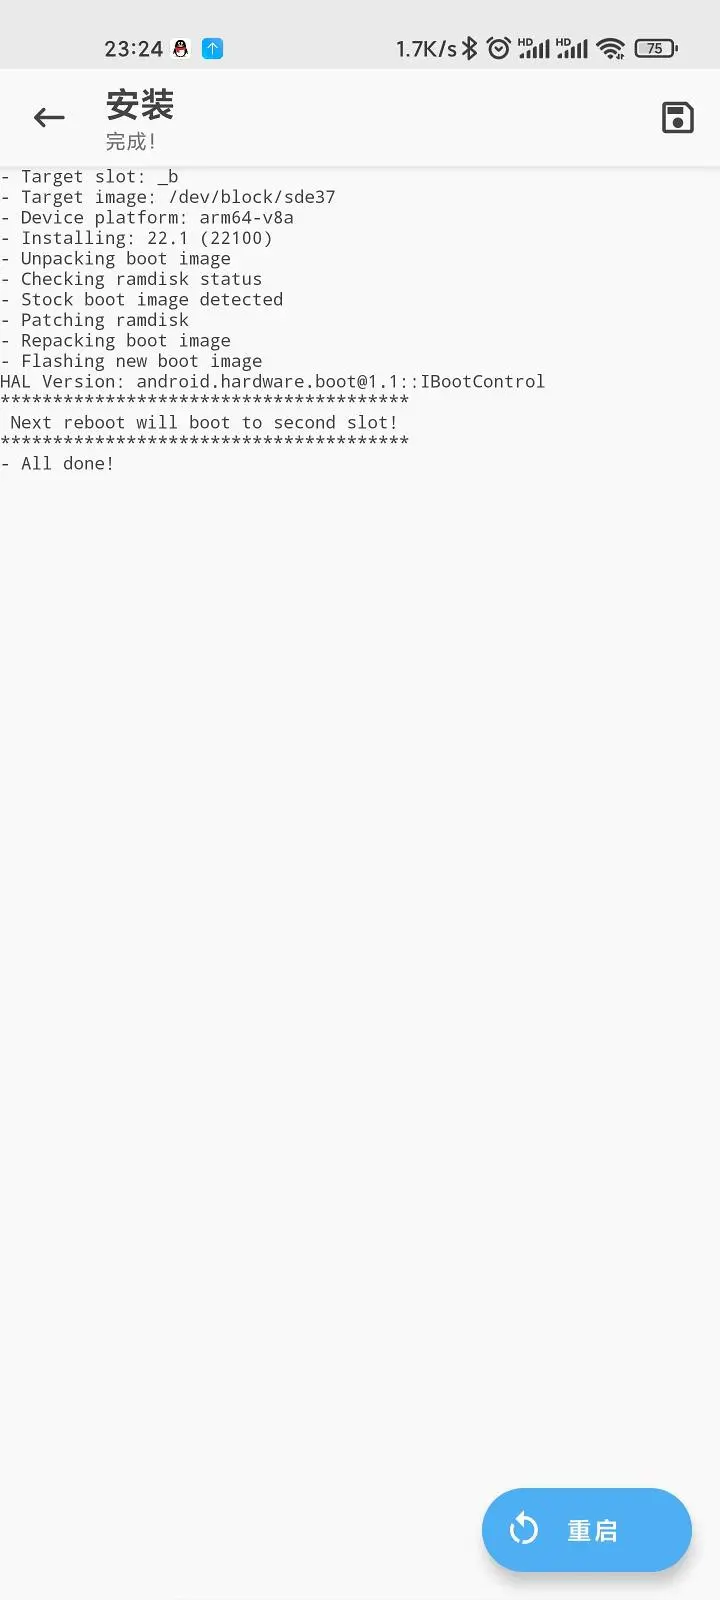 23:24 1.7K/s HD HD 75
安装
完成!
- Target slot: _b
- Target image: /dev/block/sde37
- Device platform: arm64-v8a
- Installing: 22.1 (22100)
- Unpacking boot image
- Checking ramdisk status
- Stock boot image detected
- Patching ramdisk
- Repacking boot image
- Flashing new boot image
HAL Version: android.hardware.boot@1.1::IBootControl
***************************************
Next reboot will boot to second slot!
***************************************
- All done!
重启